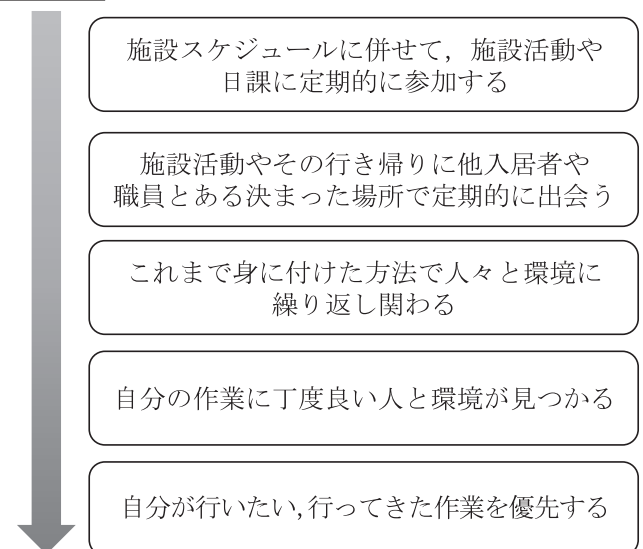 施設スケジュールに併せて，施設活動や
日課に定期的に参加する
施設活動やその行き帰りに他入居者や
職員とある決まった場所で定期的に出会う
これまで身に付けた方法で人々と環境に
繰り返し関わる
自分の作業に丁度良い人と環境が見つかる
自分が行いたい，行ってきた作業を優先する